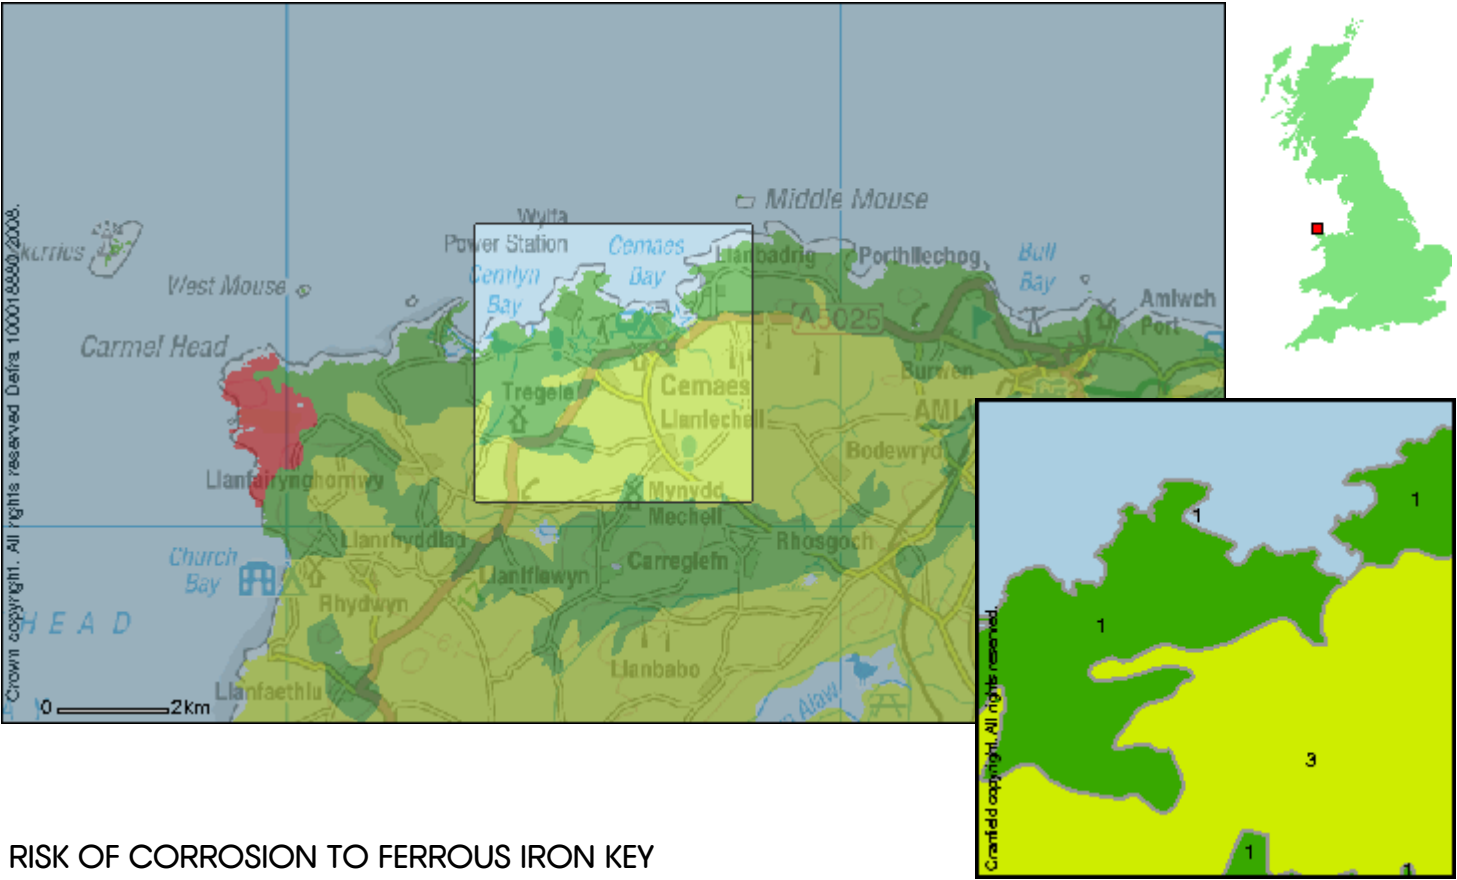 Middle Mouse
Wylfa
Power Station
Cemaes
Bay
Llanbadrig
Porthllechog
Bull
Bay
Cemlyn
Bay
West Mouse
Amlwch
Port
A5025
Carmel Head
Burwen
Tregele
Cemaes
Llanfechell
Bodewryd
Llanfairynghornwy
Mynydd
Mechell
Llanrhyddlad
Rhosgoch
Carreglefn
Church
Bay
Llanfflewyn
Rhydwyn
HEAD
Llanbabo
Llanfaethlu
Alaw
0
2km
Crown copyright. All rights reserved. Defra 100018880/2008.
1
1
1
3
1
1
Cranfield copyright. All rights reserved.
RISK OF CORROSION TO FERROUS IRON KEY